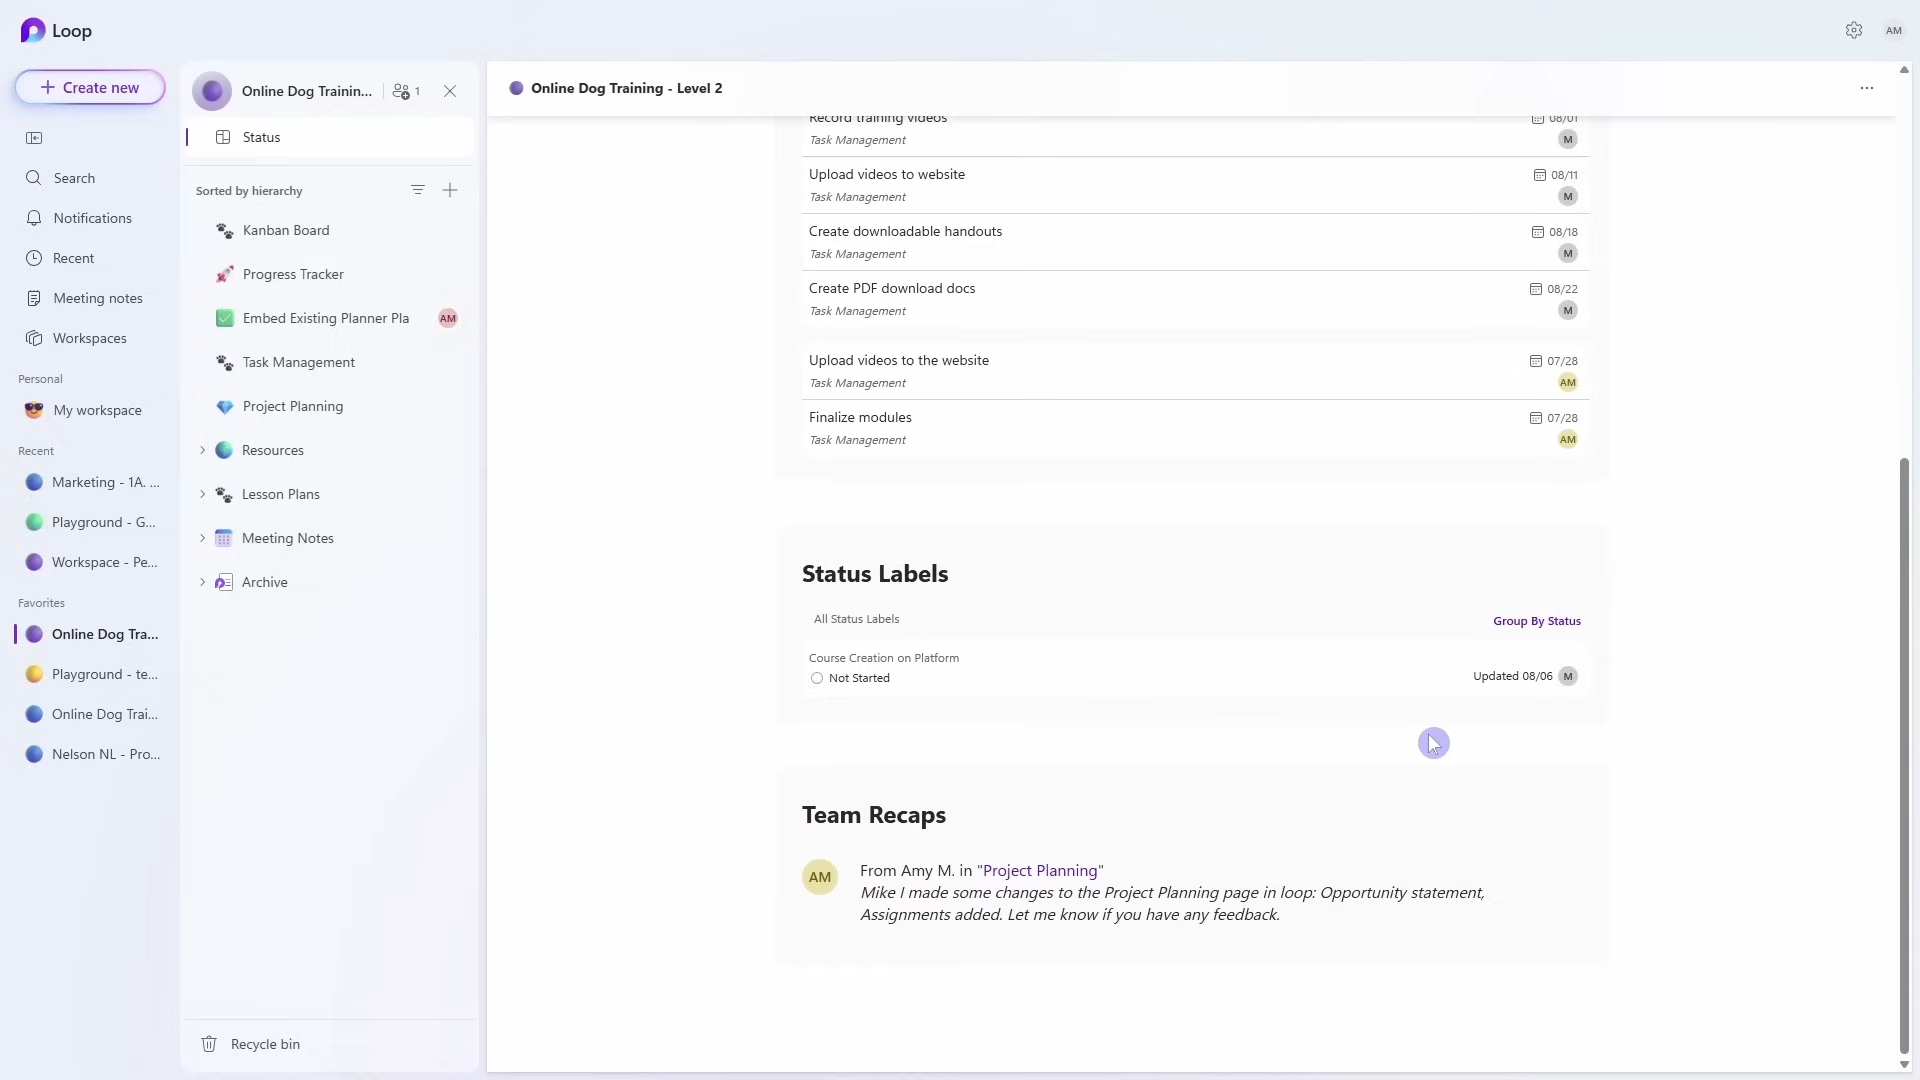 Loop
AM
Create new
Search
Notifications
Recent
Meeting notes
Workspaces
Personal
My workspace
Recent
Marketing - 1A. ...
Playground - G...
Workspace - Pe...
Favorites
Online Dog Tra...
Playground - te...
Online Dog Trai...
Nelson NL - Pro...
Online Dog Trainin...
1
Status
Sorted by hierarchy
Kanban Board
Progress Tracker
Embed Existing Planner Pla
AM
Task Management
Project Planning
Resources
Lesson Plans
Meeting Notes
Archive
Recycle bin
Online Dog Training - Level 2
...
Record training videos
08/01
Task Management
M
Upload videos to website
08/11
Task Management
M
Create downloadable handouts
08/18
Task Management
M
Create PDF download docs
08/22
Task Management
M
Upload videos to the website
07/28
Task Management
AM
Finalize modules
07/28
Task Management
AM
Status Labels
All Status Labels
Group By Status
Course Creation on Platform
Not Started
Updated 08/06
M
Team Recaps
AM
From Amy M. in "Project Planning"
Mike I made some changes to the Project Planning page in loop: Opportunity statement,
Assignments added. Let me know if you have any feedback.